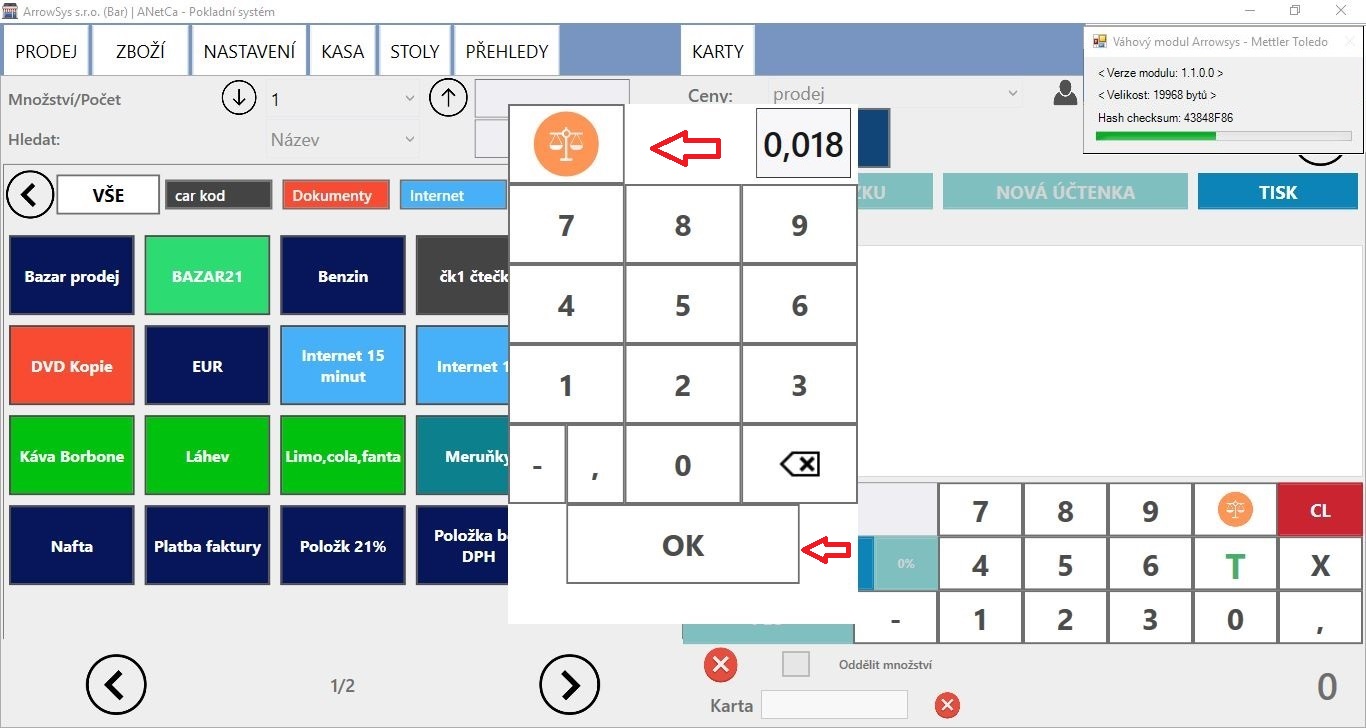 ArrowSys s.r.o. (Bar) | ANetCa - Pokladní systém
PRODEJ ZBOŽÍ NASTAVENÍ KASA STOLY PŘEHLEDY KARTY
Váhový modul Arrowsys - Mettler Toledo
< Verze modulu: 1.1.0.0 >
< Velikost: 19968 bytů >
Hash checksum: 43848F86
Množství/Počet 1 Ceny: prodej
Hledat: Název
0,018
VŠE car kod Dokumenty Internet
NOVÁ ÚČTENKA TISK
7 8 9
4 5 6
1 2 3
- , 0
OK
Bazar prodej BAZAR21 Benzin
DVD Kopie EUR Internet 15 minut
Káva Borbone Láhev Limo,cola,fanta Meruňky
Nafta Platba faktury Položk 21% Položka
DPH
7 8 9 CL
0% 4 5 6 T X
- 1 2 3 0 ,
1/2
Oddělit množství
0
Karta